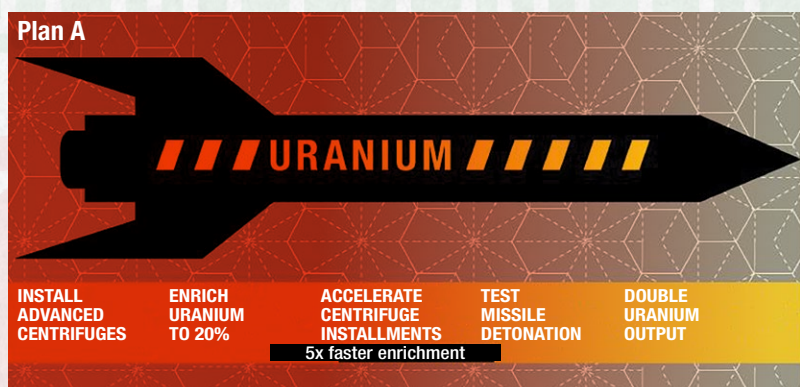 Plan A
URANIUM
INSTALL
ADVANCED
CENTRIFUGES
ENRICH
URANIUM
TO 20%
ACCELERATE
CENTRIFUGE
INSTALLMENTS
TEST
MISSILE
DETONATION
DOUBLE
URANIUM
OUTPUT
5x faster enrichment